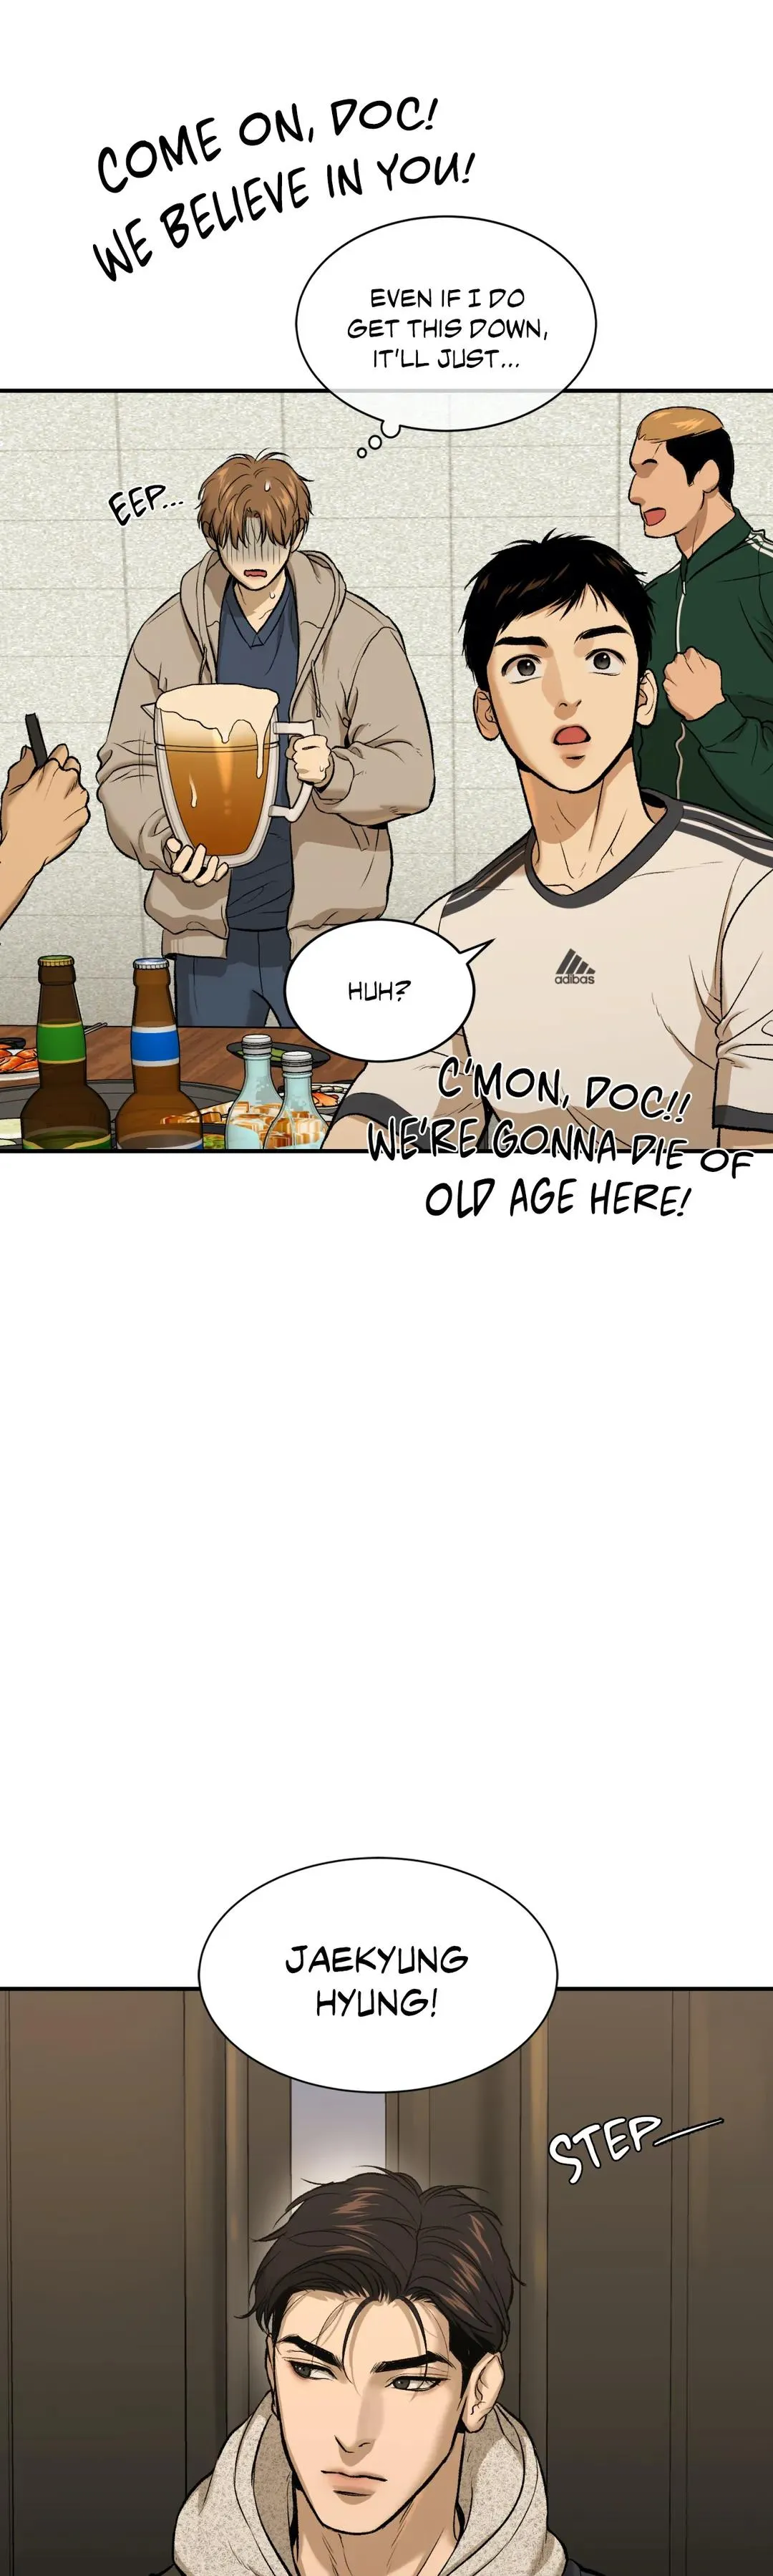 COME ON, DOC!
WE BELIEVE IN YOU!
EVEN IF I DO
GET THIS DOWN,
IT'LL JUST...
EEP...
adibas
HUH?
C'MON, DOC!!
WE'RE GONNA DIE OF
OLD AGE HERE!
JAEKYUNG
HYUNG!
STEP